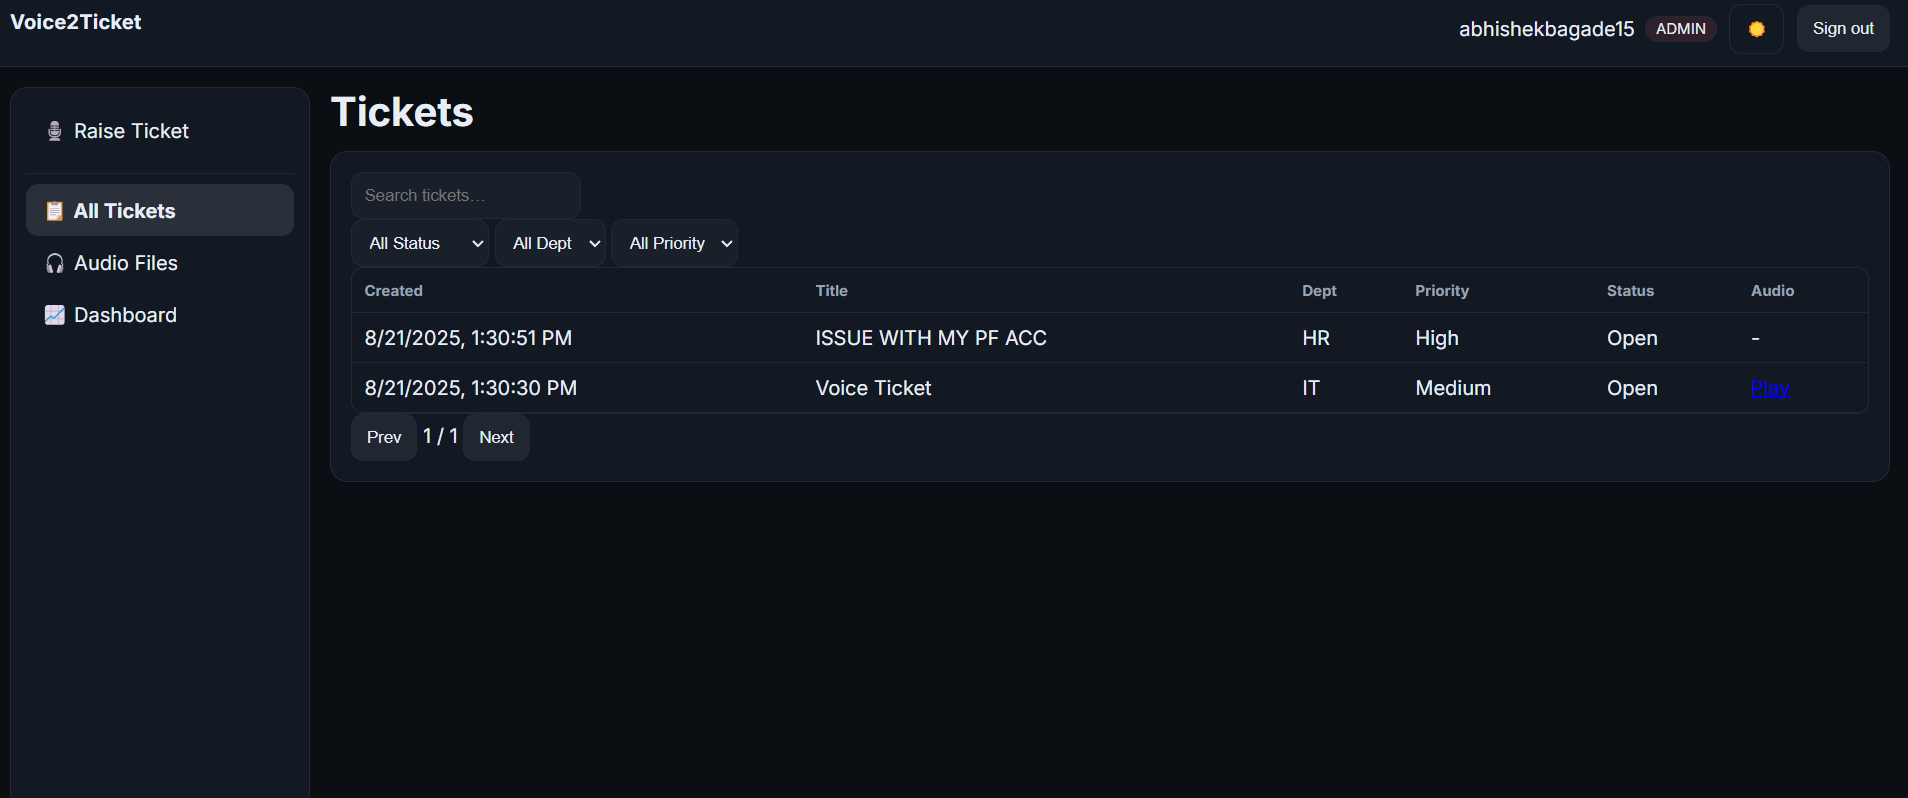 Voice2Ticket
abhishekbagade15 ADMIN Sign out
Raise Ticket
All Tickets
Audio Files
Dashboard
Tickets
Search tickets…
All Status All Dept All Priority
Created Title Dept Priority Status Audio
8/21/2025, 1:30:51 PM ISSUE WITH MY PF ACC HR High Open -
8/21/2025, 1:30:30 PM Voice Ticket IT Medium Open Play
Prev 1 / 1 Next